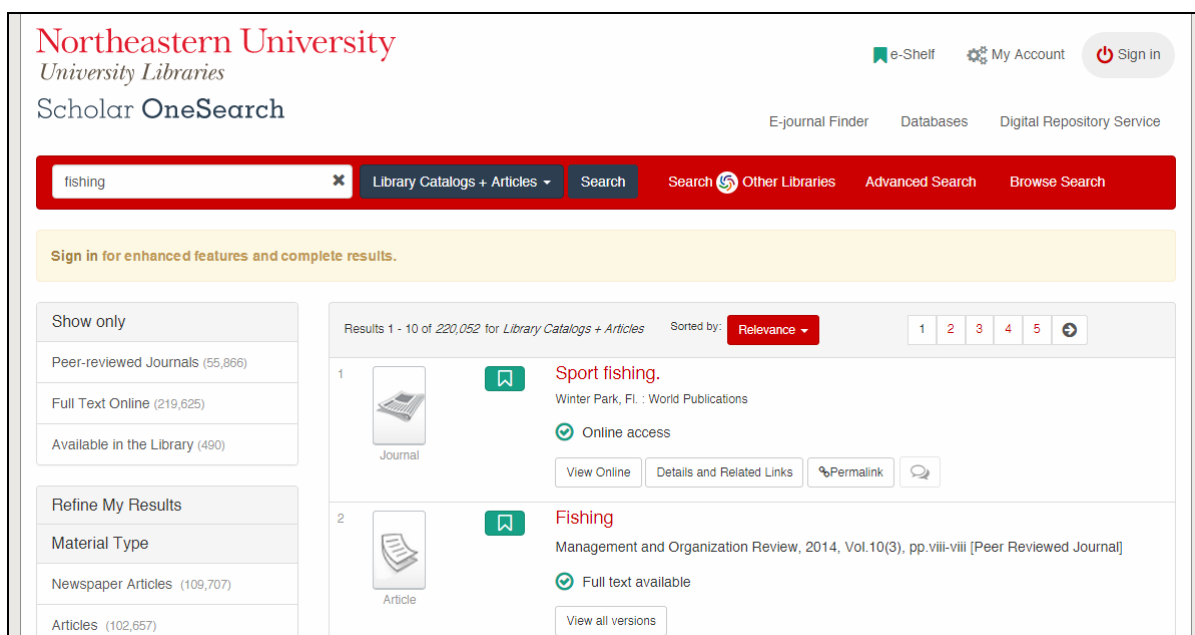 Northeastern University
University Libraries
Scholar OneSearch
e-Shelf My Account Sign in
E-journal Finder Databases Digital Repository Service
fishing Library Catalogs + Articles Search Search Other Libraries Advanced Search Browse Search
Sign in for enhanced features and complete results.
Show only
Peer-reviewed Journals (55,866)
Full Text Online (219,625)
Available in the Library (490)
Refine My Results
Material Type
Newspaper Articles (109,707)
Articles (102,657)
Results 1 - 10 of 220,052 for Library Catalogs + Articles Sorted by: Relevance 1 2 3 4 5
1
Journal
Sport fishing.
Winter Park, Fl. : World Publications
Online access
View Online Details and Related Links Permalink
2
Article
Fishing
Management and Organization Review, 2014, Vol.10(3), pp.viii-viii [Peer Reviewed Journal]
Full text available
View all versions